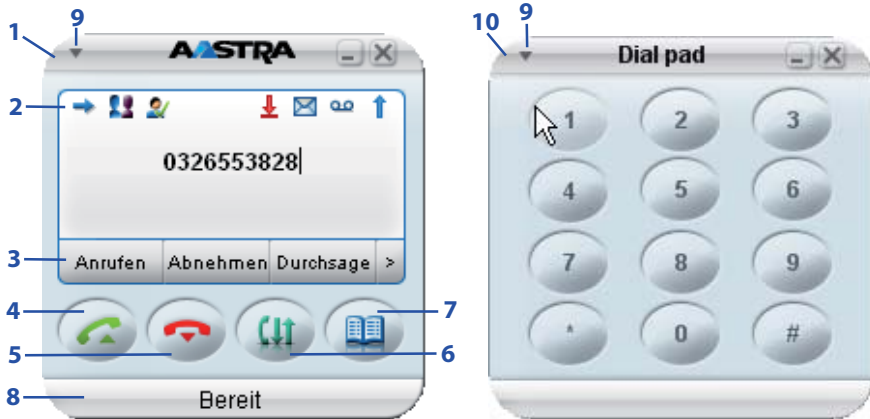 9
1
AASTRA
2
0326553828
3
Anrufen Abnehmen Durchsage >
4
7
5
6
8
Bereit
10
9
Dial pad
1 2 3
4 5 6
7 8 9
* 0 #